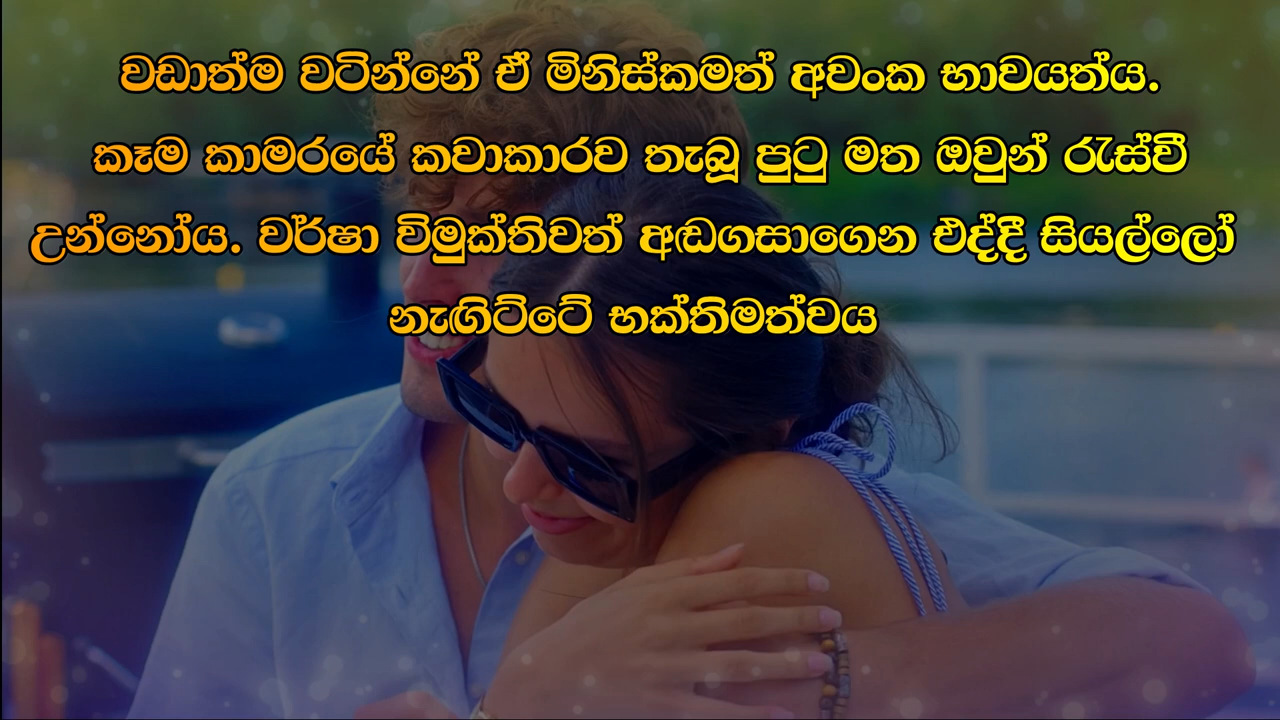 වඩාත්ම වටින්නේ ඒ මිනිස්කමත් අවංක භාවයත්ය.
කෑම කාමරයේ කවාකාරව තැබූ පුටු මත ඔවුන් රැස්වී
උන්නෝය. වර්ෂා විමුක්තිවත් අඬගසාගෙන එද්දී සියල්ලෝ
නැඟිට්ටේ භක්තිමත්වය